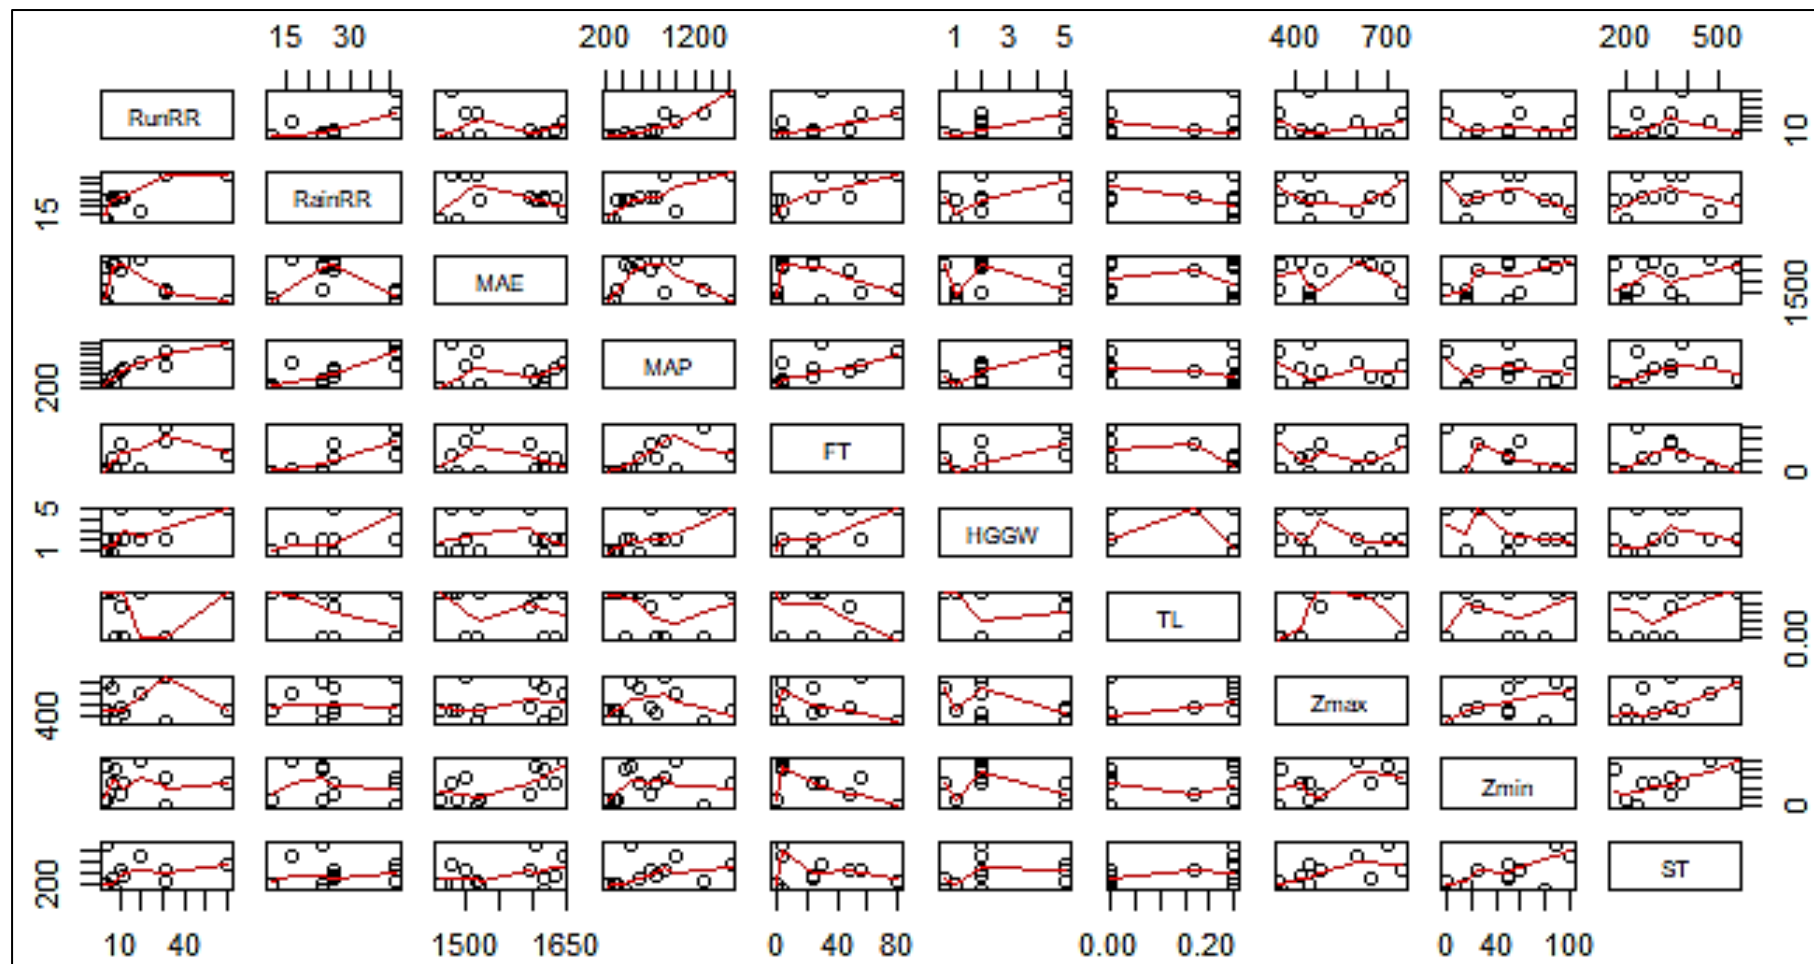 15 30 200 1200 1 3 5 400 700 200 500
RunRR 10
15 RainRR
MAE 1500
200 MAP
FT 0
1 5 HGGW
TL 0.00
400 Zmax
Zmin 0
200 ST
10 40 1500 1650 0 40 80 0.00 0.20 0 40 100